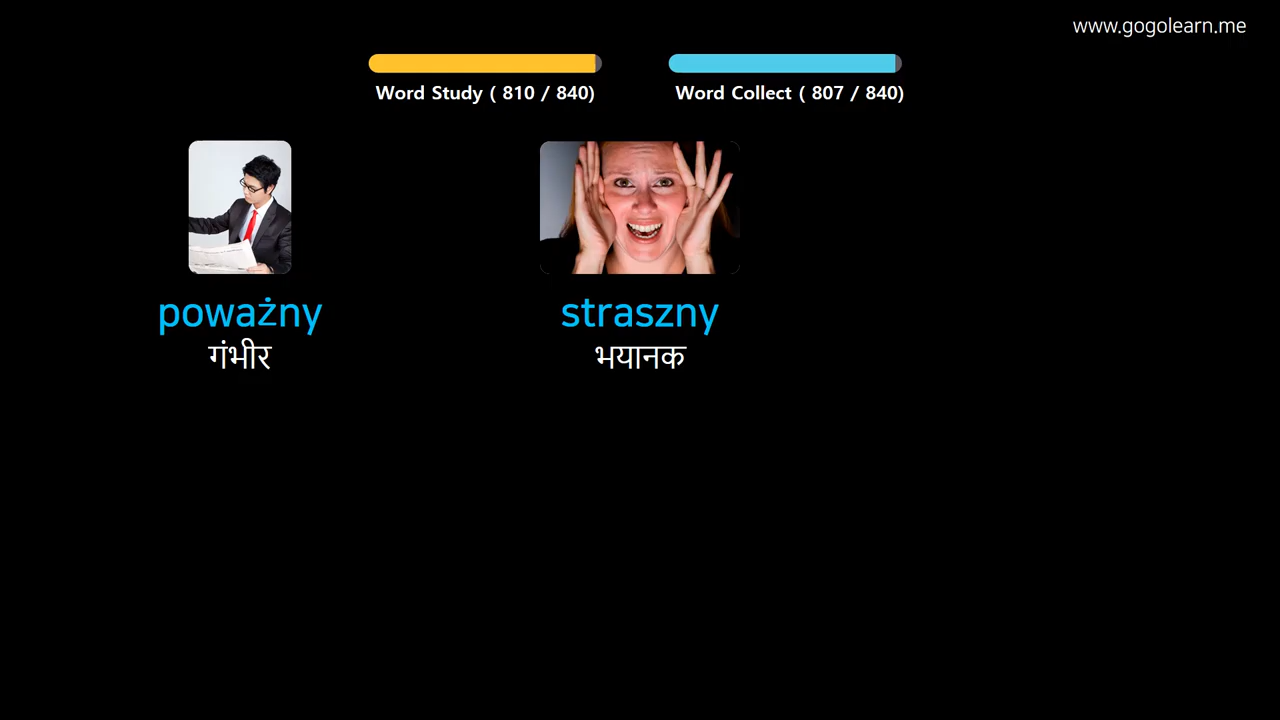 www.gogolearn.me
Word Study ( 810 / 840)
Word Collect ( 807 / 840)
poważny
गंभीर
straszny
भयानक